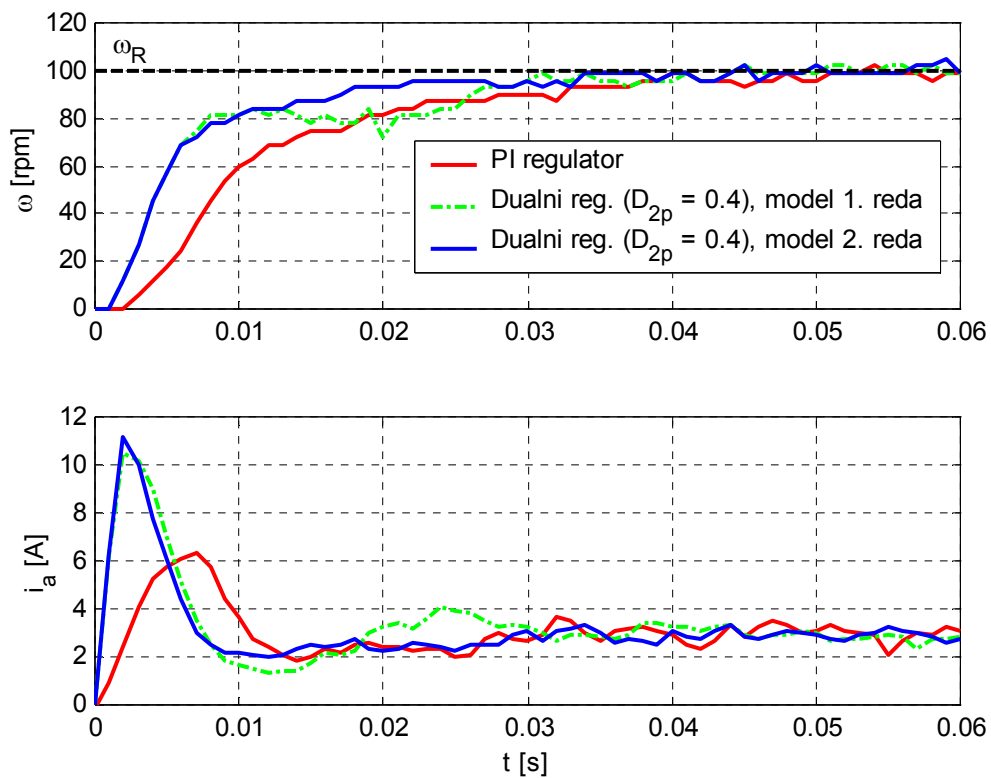 120
100
80
60
40
20
0
ω [rpm]
ω_R
PI regulator
Dualni reg. (D_2p = 0.4), model 1. reda
Dualni reg. (D_2p = 0.4), model 2. reda
0 0.01 0.02 0.03 0.04 0.05 0.06
12
10
8
6
4
2
0
i_a [A]
0 0.01 0.02 0.03 0.04 0.05 0.06
t [s]